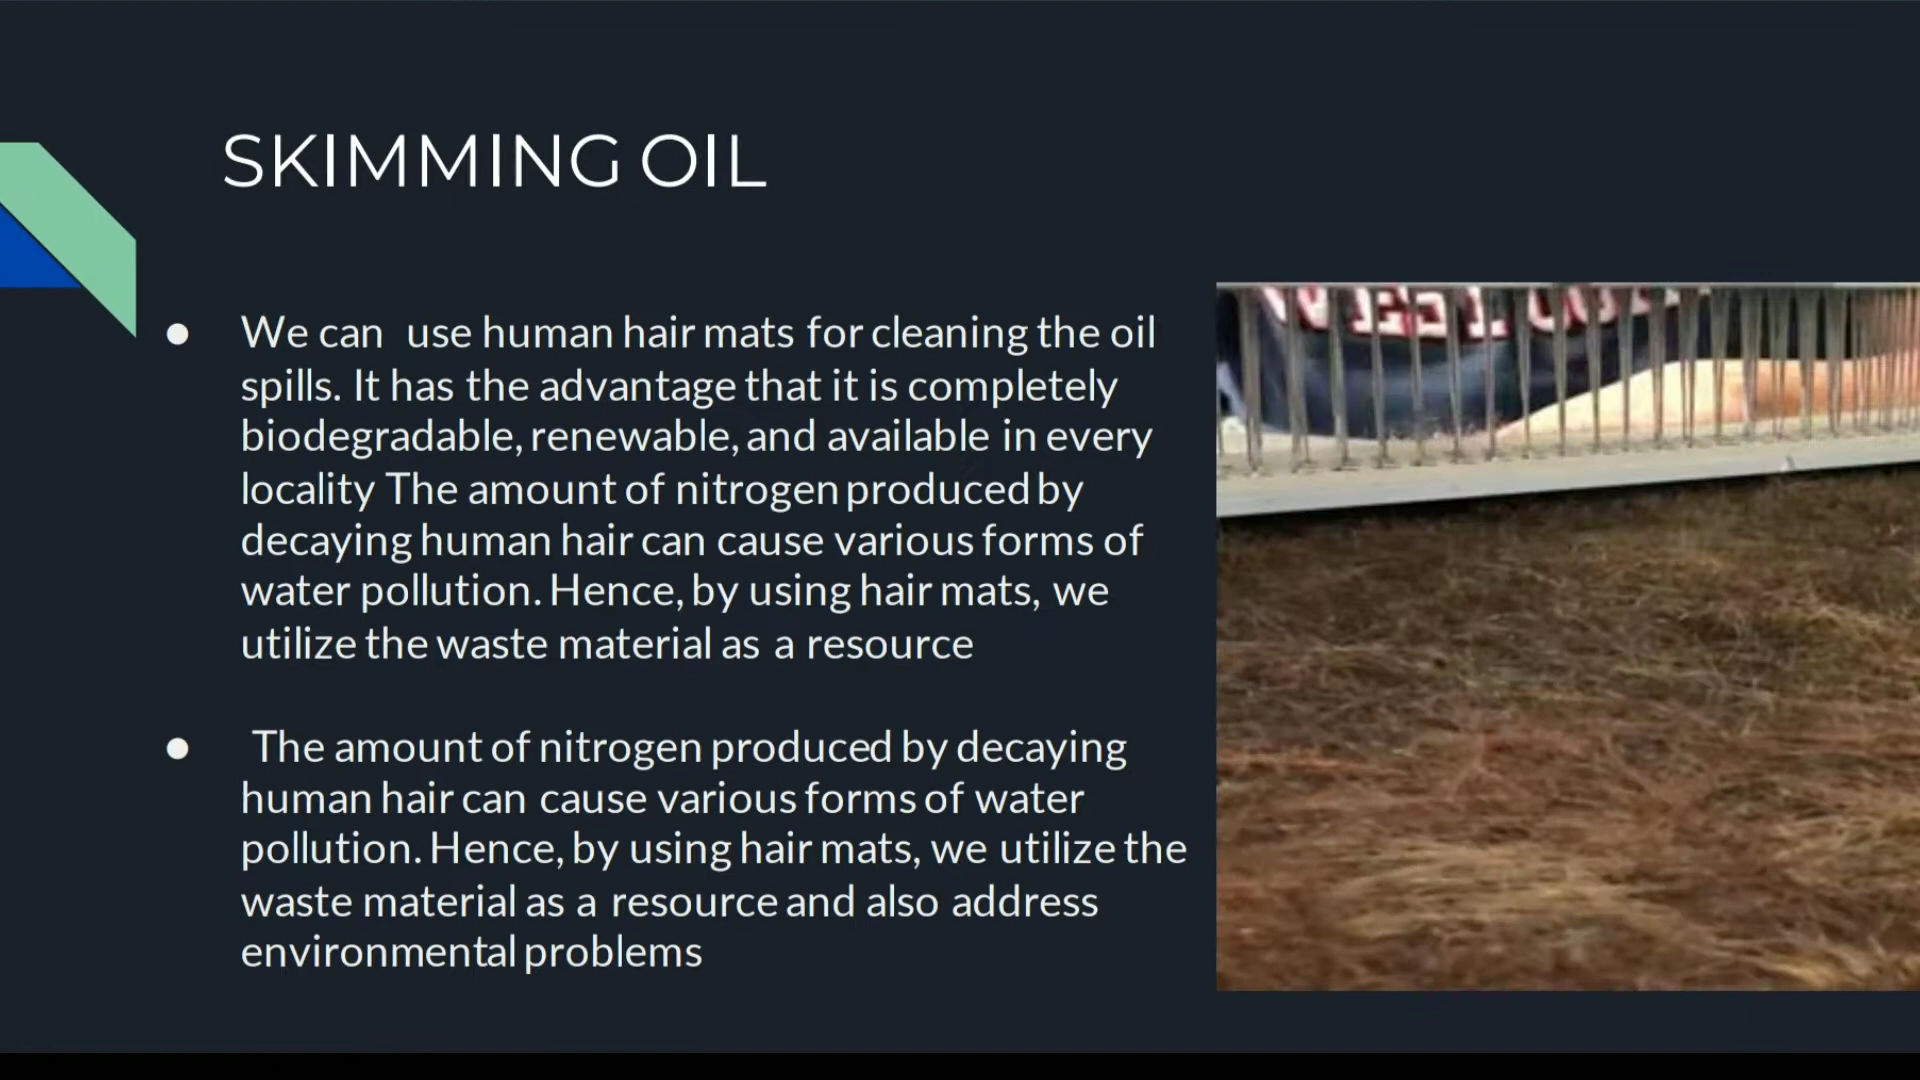 SKIMMING OIL
We can use human hair mats for cleaning the oil
spills. It has the advantage that it is completely
biodegradable, renewable, and available in every
locality The amount of nitrogen produced by
decaying human hair can cause various forms of
water pollution. Hence, by using hair mats, we
utilize the waste material as a resource
The amount of nitrogen produced by decaying
human hair can cause various forms of water
pollution. Hence, by using hair mats, we utilize the
waste material as a resource and also address
environmental problems